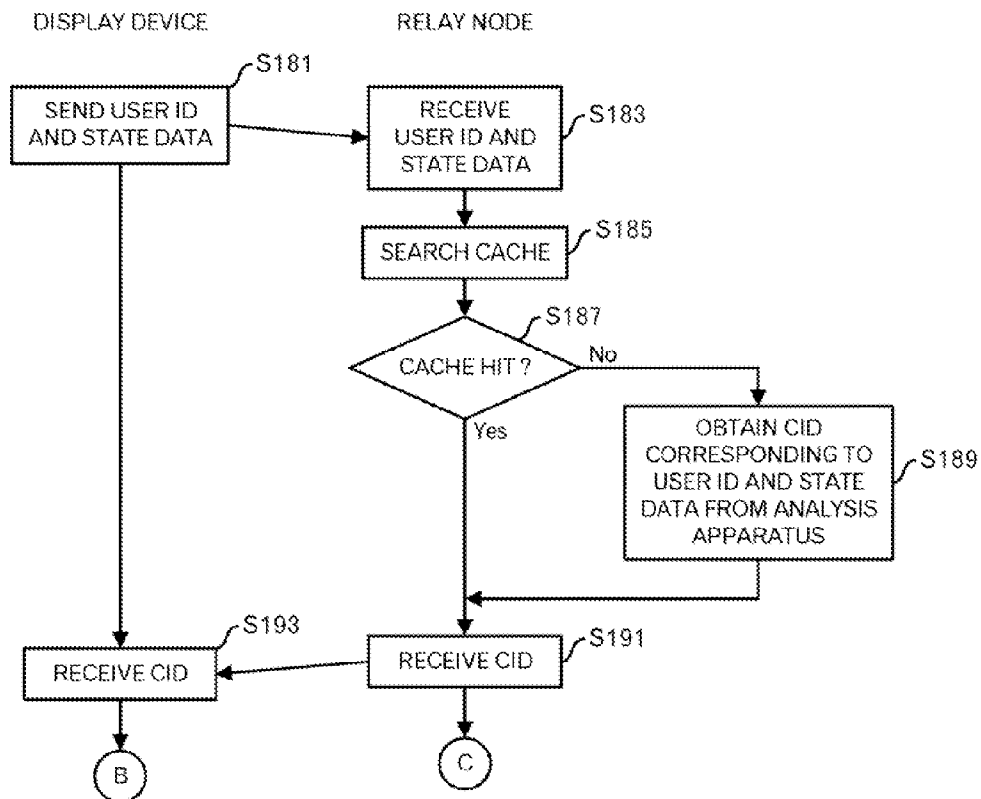 DISPLAY DEVICE
RELAY NODE
S181
SEND USER ID
AND STATE DATA
S183
RECEIVE
USER ID AND
STATE DATA
S185
SEARCH CACHE
S187
CACHE HIT ?
No
Yes
S189
OBTAIN CID
CORRESPONDING TO
USER ID AND STATE
DATA FROM ANALYSIS
APPARATUS
S193
RECEIVE CID
S191
RECEIVE CID
B
C